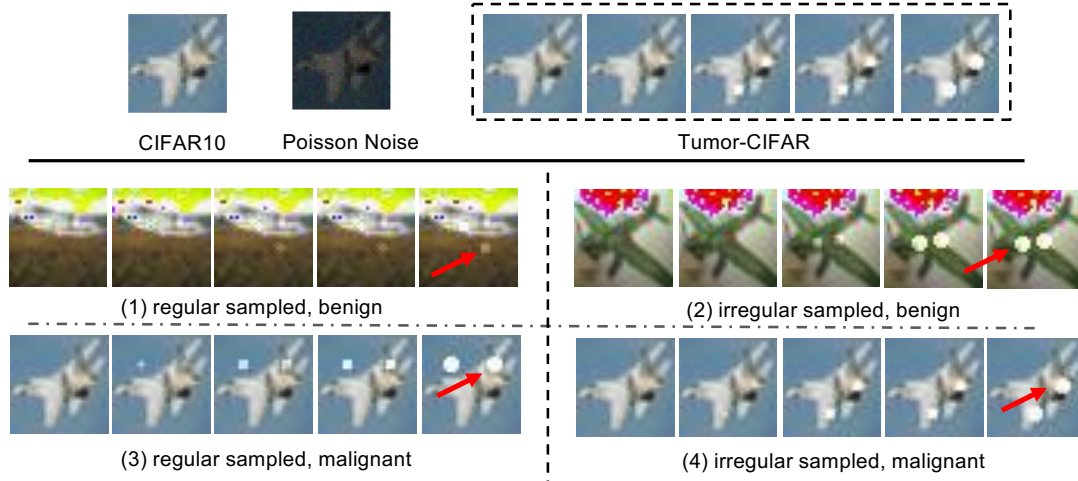 CIFAR10
Poisson Noise
Tumor-CIFAR
(1) regular sampled, benign
(2) irregular sampled, benign
(3) regular sampled, malignant
(4) irregular sampled, malignant